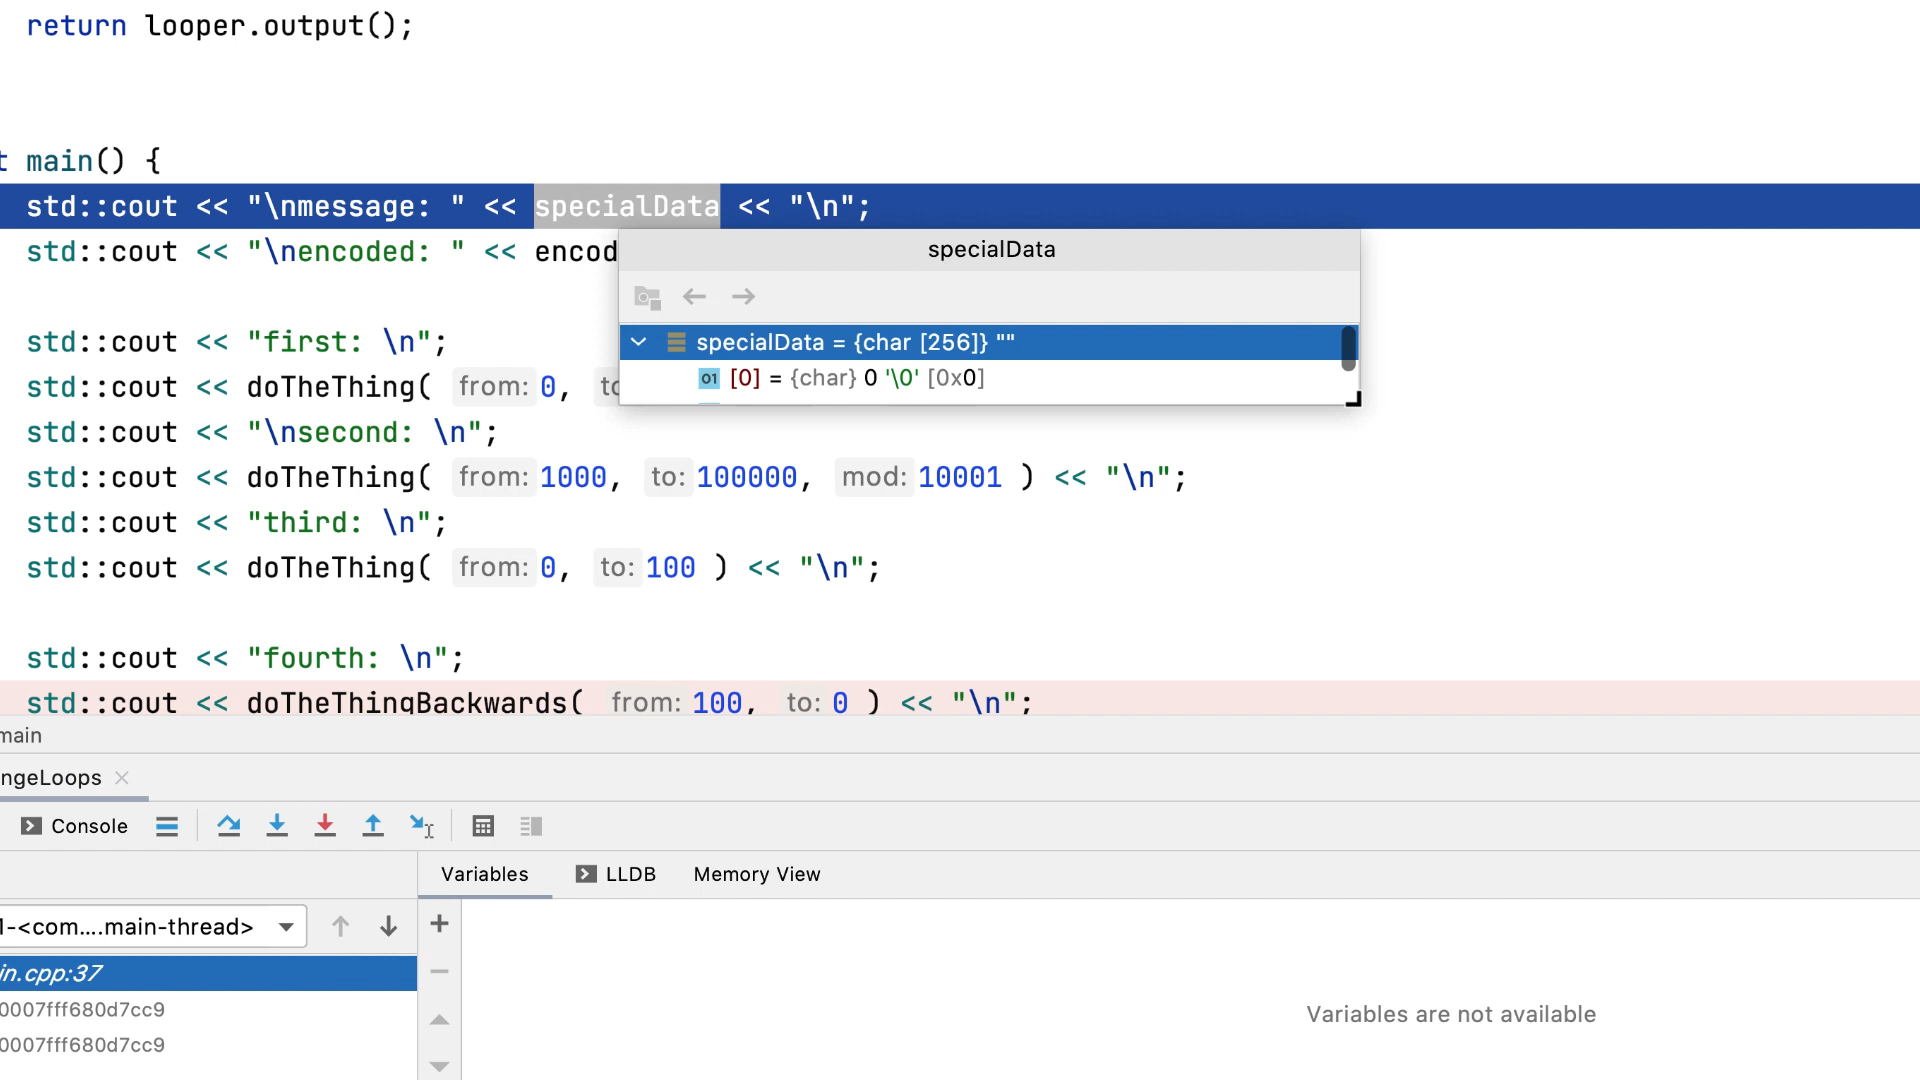 return looper.output();
t main() {
std::cout << "\nmessage: " << specialData << "\n";
std::cout << "\nencoded: " << encod
specialData
specialData = {char [256]} ""
01 [0] = {char} 0 '\0' [0x0]
std::cout << "first: \n";
std::cout << doTheThing( from: 0, to
std::cout << "\nsecond: \n";
std::cout << doTheThing( from: 1000, to: 100000, mod: 10001 ) << "\n";
std::cout << "third: \n";
std::cout << doTheThing( from: 0, to: 100 ) << "\n";
std::cout << "fourth: \n";
std::cout << doTheThingBackwards( from: 100, to: 0 ) << "\n";
main
ngeLoops
Console
Variables LLDB Memory View
1-<com....main-thread>
in.cpp:37
0007fff680d7cc9
0007fff680d7cc9
Variables are not available